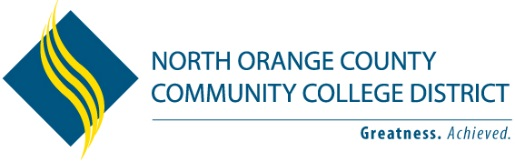 NORTH ORANGE COUNTY
COMMUNITY COLLEGE DISTRICT
Greatness. Achieved.